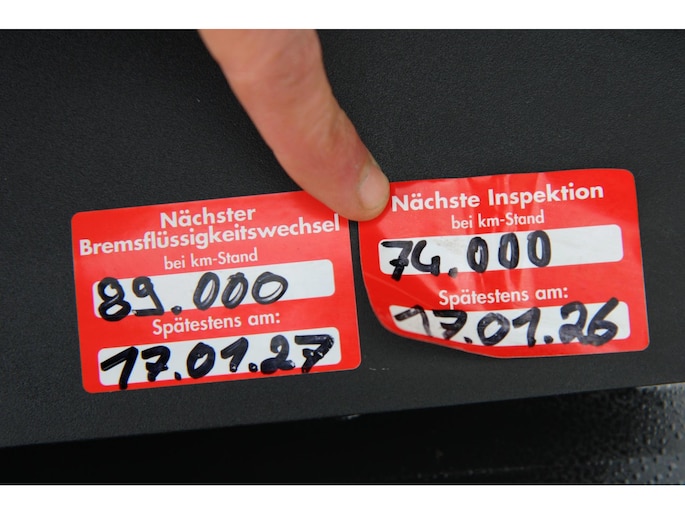 Nächster
Bremsflüssigkeitswechsel
bei km-Stand
89.000
Spätestens am:
17.01.27
Nächste Inspektion
bei km-Stand
74.000
Spätestens am:
17.01.26